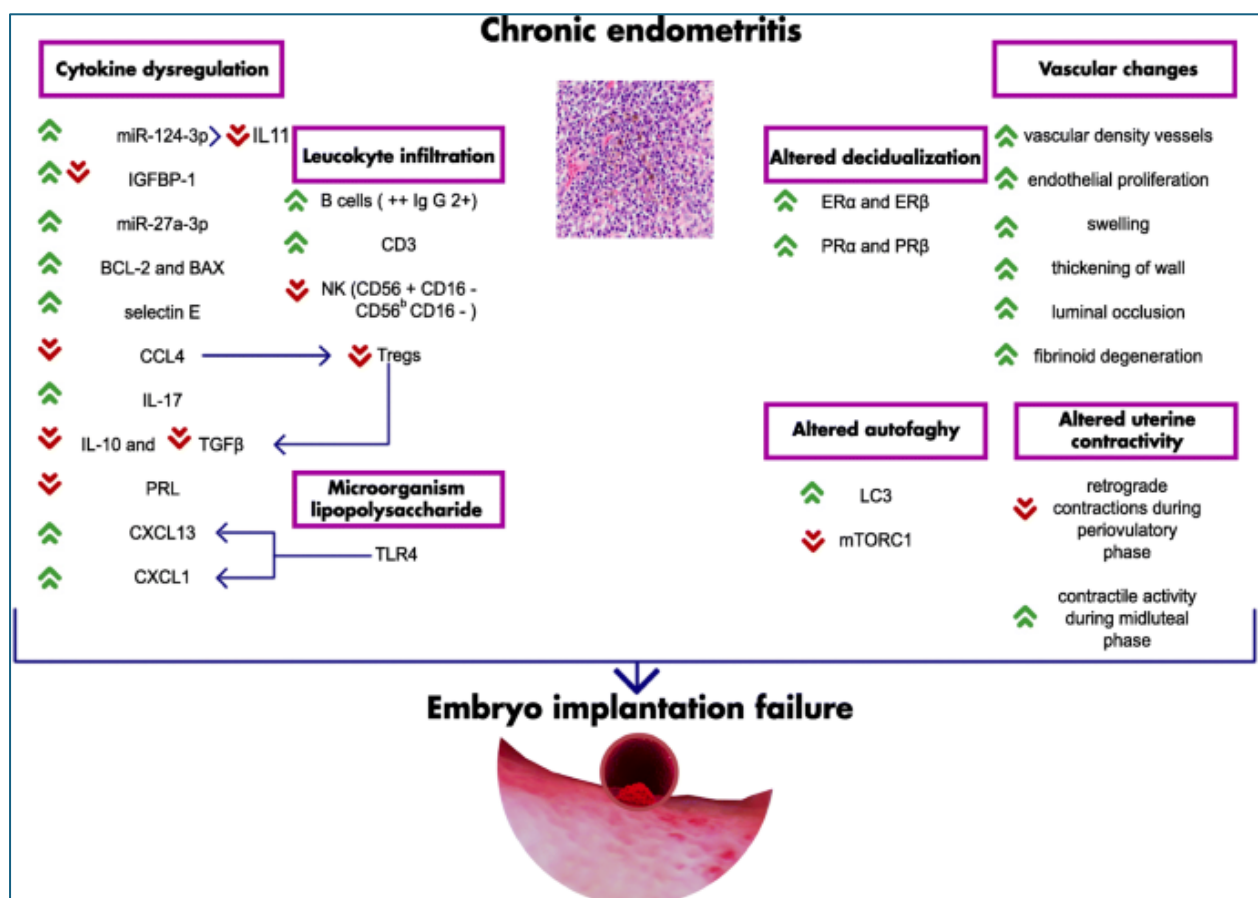 Chronic endometritis
Cytokine dysregulation
miR-124-3p
IL11
IGFBP-1
miR-27a-3p
BCL-2 and BAX
selectin E
CCL4
IL-17
IL-10 and
TGFβ
PRL
CXCL13
CXCL1
Leucokyte infiltration
B cells ( ++ Ig G 2+)
CD3
NK (CD56 + CD16 -
CD56ᵇ CD16 - )
Tregs
Microorganism
lipopolysaccharide
TLR4
Altered decidualization
ERα and ERβ
PRα and PRβ
Vascular changes
vascular density vessels
endothelial proliferation
swelling
thickening of wall
luminal occlusion
fibrinoid degeneration
Altered autofaghy
LC3
mTORC1
Altered uterine
contractivity
retrograde
contractions during
periovulatory
phase
contractile activity
during midluteal
phase
Embryo implantation failure